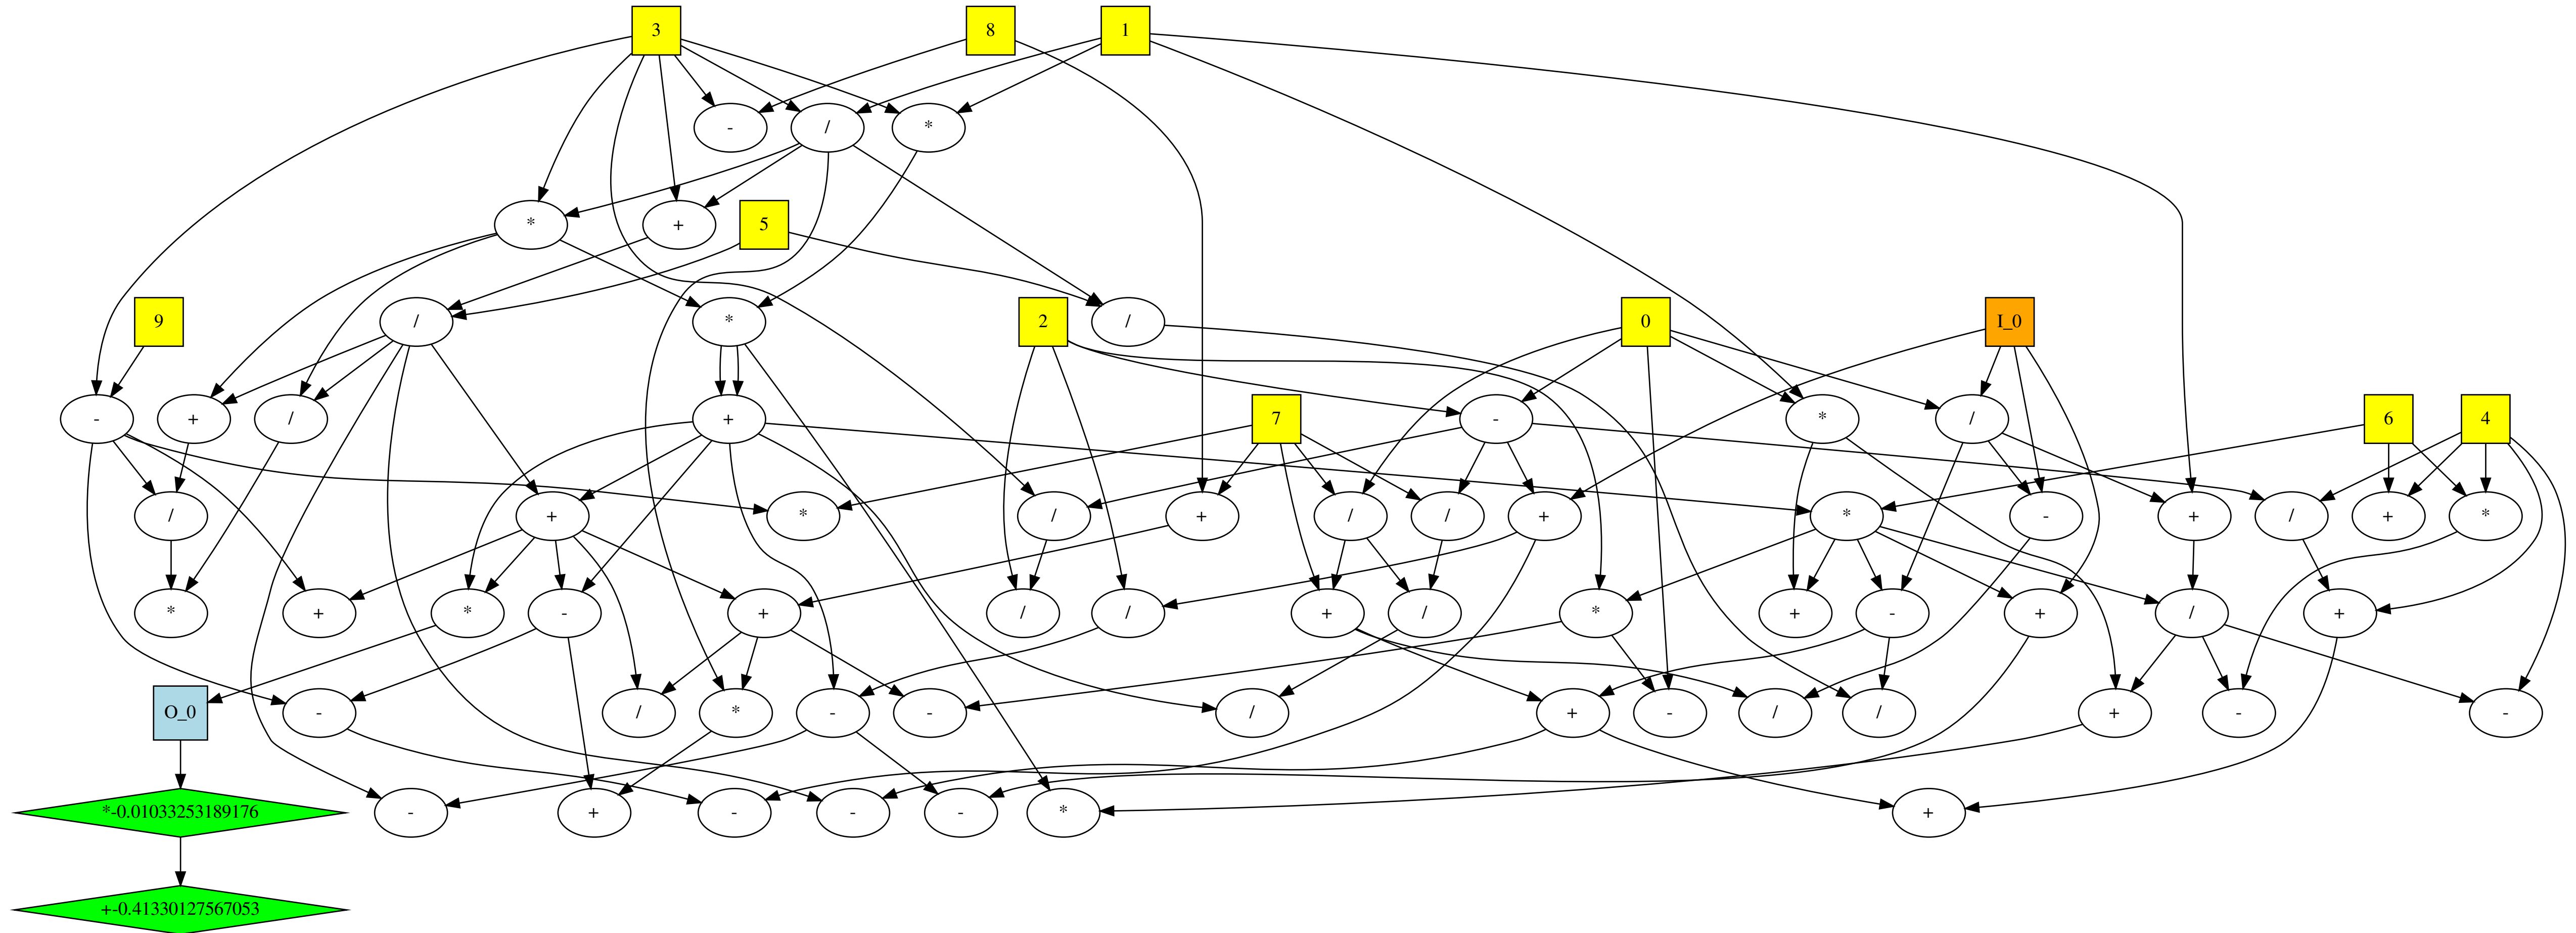 3 8 1
- / *
* + 5
9 / * 2 / 0 I_0
- + / + 7 - * / 6 4
/ + * / + / / + * - + / + *
* + * - + / / + / * + - + / +
O_0 - / * - - / + - / / + - -
*-0.01033253189176 - + - - - * +
+-0.41330127567053